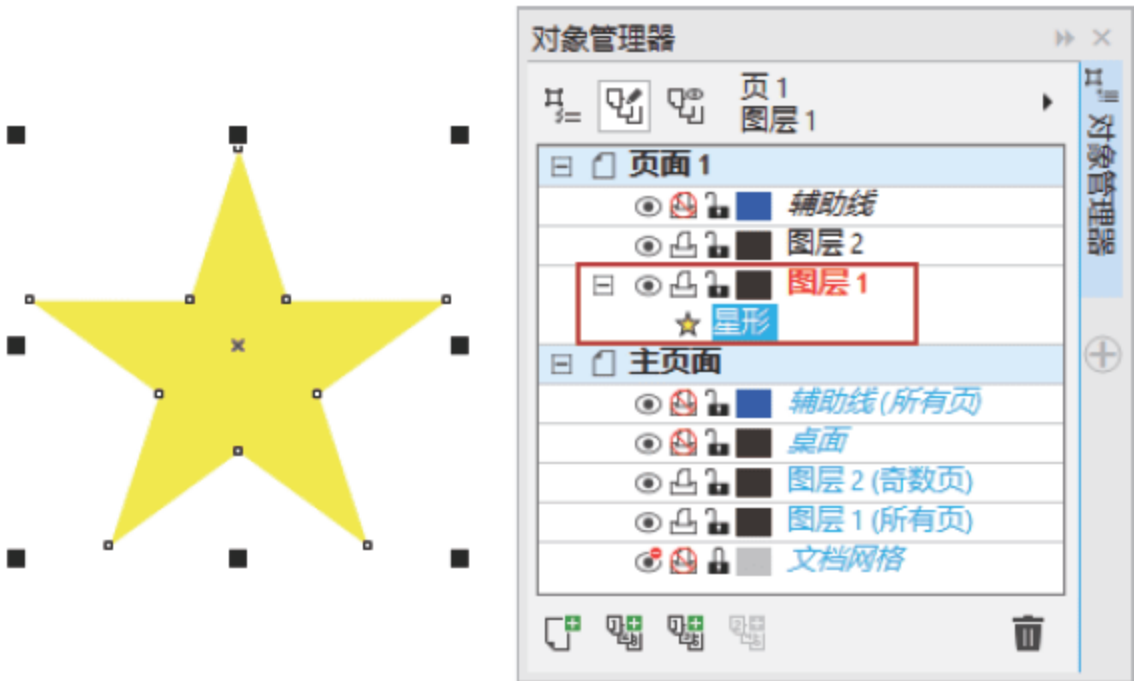 对象管理器
页 1
图层 1
页面 1
辅助线
图层 2
图层 1
星形
主页面
辅助线 (所有页)
桌面
图层 2 (奇数页)
图层 1 (所有页)
文档网格
对象管理器